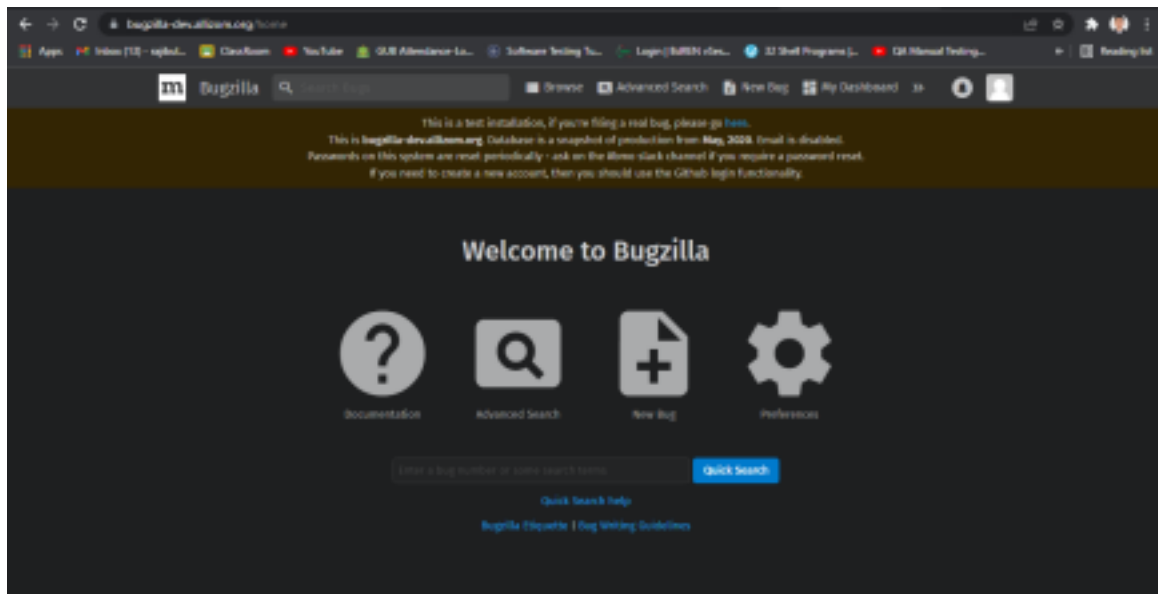 bugzilla-dev.allizom.org/home
Apps
ClassRoom
YouTube
Reading list
m Bugzilla Search Bugs Browse Advanced Search New Bug My Dashboard
This is a test installation, if you're filing a real bug, please go here.
This is bugzilla-dev.allizom.org. Database is a snapshot of production from May, 2020. Email is disabled.
Passwords on this system are reset periodically - ask on the #bmo slack channel if you require a password reset.
If you need to create a new account, then you should use the Github login functionality.
Welcome to Bugzilla
Documentation Advanced Search New Bug Preferences
Enter a bug number or some search terms Quick Search
Quick Search help
Bugzilla Etiquette | Bug Writing Guidelines